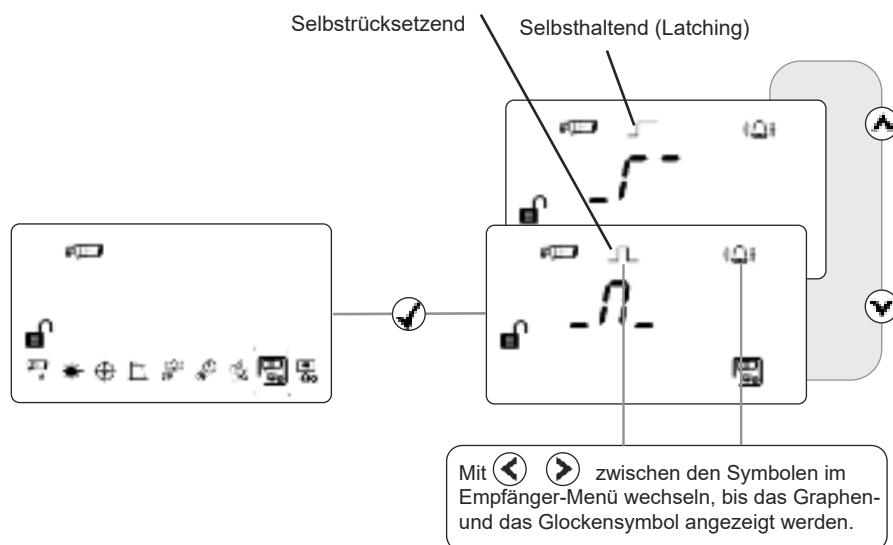 Selbstrücksetzend
Selbsthaltend (Latching)
Mit zwischen den Symbolen im
Empfänger-Menü wechseln, bis das Graphen-
und das Glockensymbol angezeigt werden.